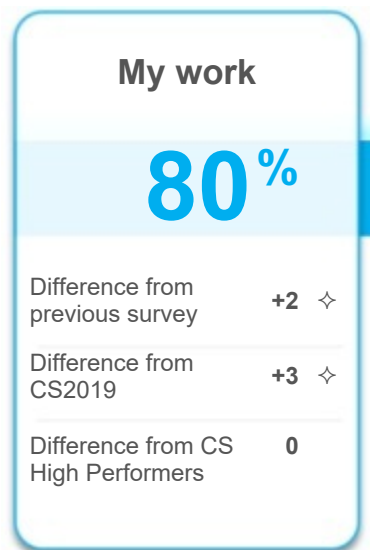 My work
80%
Difference from
previous survey +2 ✧
Difference from
CS2019 +3 ✧
Difference from CS
High Performers 0